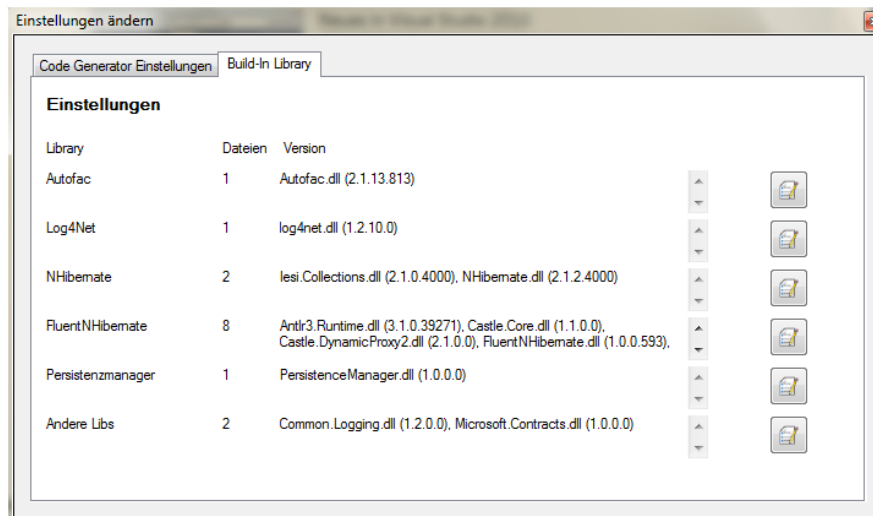 Einstellungen ändern
Neues in Visual Studio 2010
Code Generator Einstellungen Build-In Library
Einstellungen
Library Dateien Version
Autofac 1 Autofac.dll (2.1.13.813)
Log4Net 1 log4net.dll (1.2.10.0)
NHibernate 2 Iesi.Collections.dll (2.1.0.4000), NHibernate.dll (2.1.2.4000)
FluentNHibernate 8 Antlr3.Runtime.dll (3.1.0.39271), Castle.Core.dll (1.1.0.0),
Castle.DynamicProxy2.dll (2.1.0.0), FluentNHibernate.dll (1.0.0.593),
Persistenzmanager 1 PersistenceManager.dll (1.0.0.0)
Andere Libs 2 Common.Logging.dll (1.2.0.0), Microsoft.Contracts.dll (1.0.0.0)